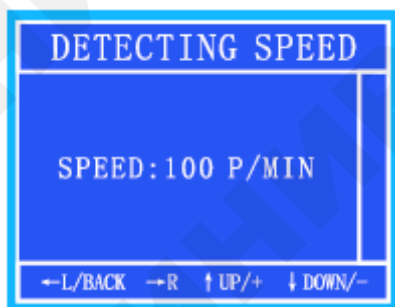 DETECTING SPEED
SPEED:100 P/MIN
←L/BACK →R ↑UP/+ ↓DOWN/-